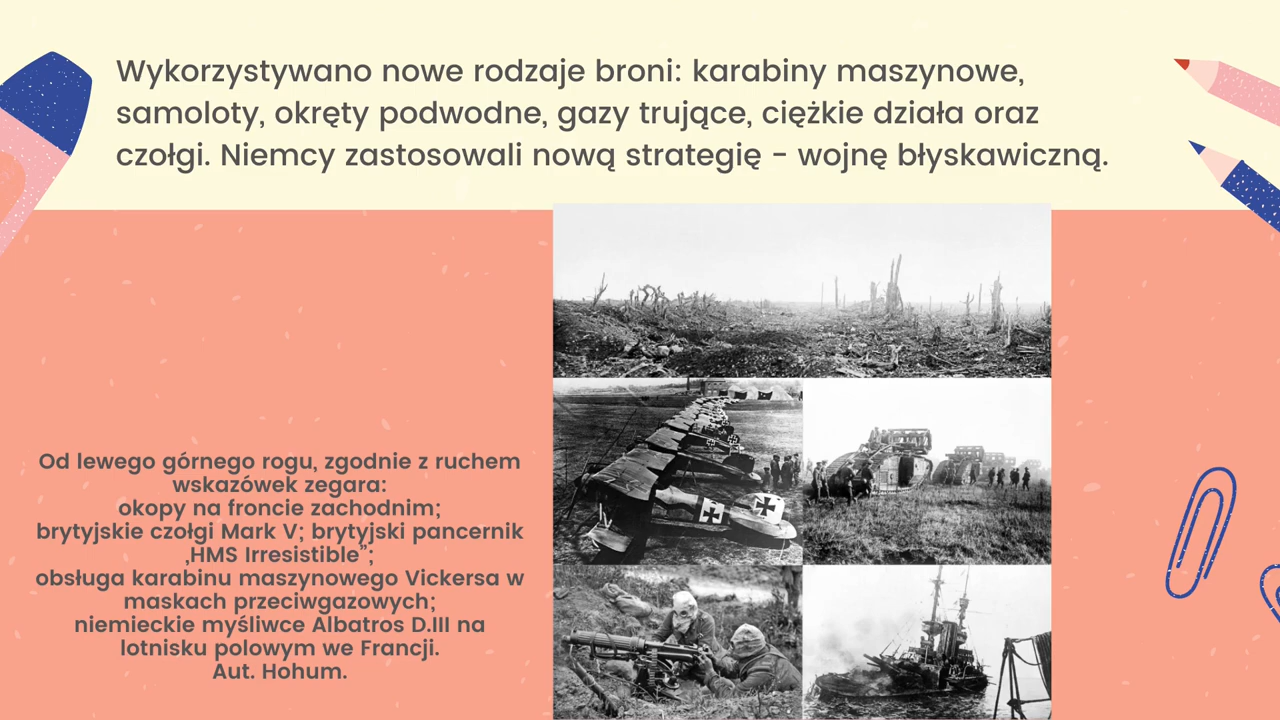 Wykorzystywano nowe rodzaje broni: karabiny maszynowe,
samoloty, okręty podwodne, gazy trujące, ciężkie działa oraz
czołgi. Niemcy zastosowali nową strategię - wojnę błyskawiczną.
Od lewego górnego rogu, zgodnie z ruchem
wskazówek zegara:
okopy na froncie zachodnim;
brytyjskie czołgi Mark V; brytyjski pancernik
‚HMS Irresistible”;
obsługa karabinu maszynowego Vickersa w
maskach przeciwgazowych;
niemieckie myśliwce Albatros D.III na
lotnisku polowym we Francji.
Aut. Hohum.